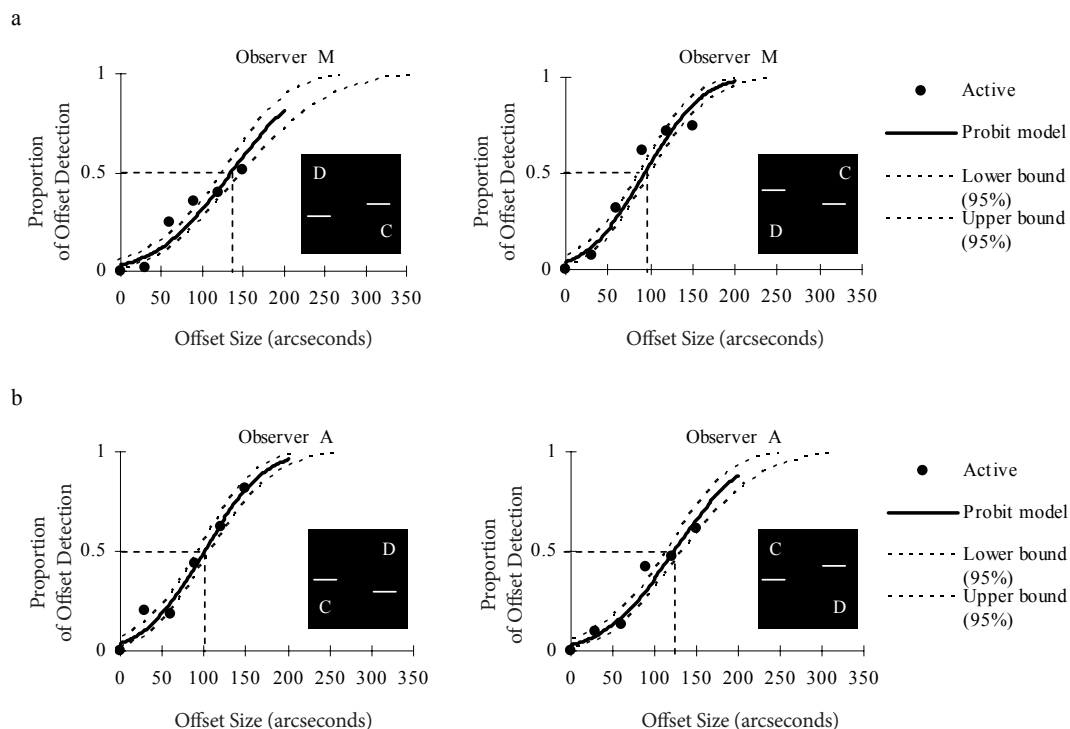 a
Observer M
Proportion
of Offset Detection
1
0.5
0
D
C
0 50 100 150 200 250 300 350
Offset Size (arcseconds)
Observer M
Proportion
of Offset Detection
1
0.5
0
C
D
0 50 100 150 200 250 300 350
Offset Size (arcseconds)
Active
Probit model
Lower bound
(95%)
Upper bound
(95%)
b
Observer A
Proportion
of Offset Detection
1
0.5
0
D
C
0 50 100 150 200 250 300 350
Offset Size (arcseconds)
Observer A
Proportion
of Offset Detection
1
0.5
0
C
D
0 50 100 150 200 250 300 350
Offset Size (arcseconds)
Active
Probit model
Lower bound
(95%)
Upper bound
(95%)